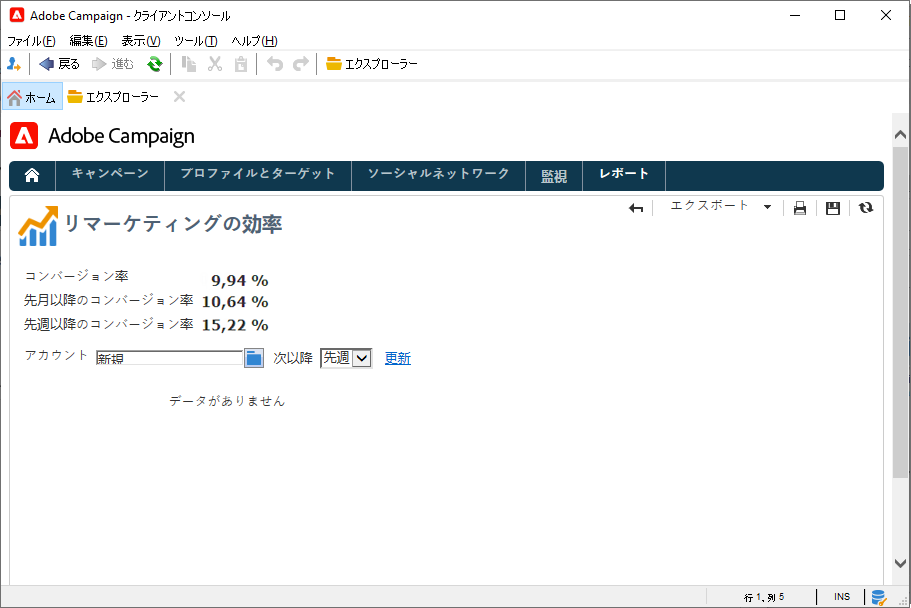 Adobe Campaign - クライアントコンソール
ファイル(F) 編集(E) 表示(V) ツール(T) ヘルプ(H)
戻る 進む エクスプローラー
ホーム エクスプローラー
Adobe Campaign
キャンペーン プロファイルとターゲット ソーシャルネットワーク 監視 レポート
リマーケティングの効率 エクスポート
コンバージョン率 9,94 %
先月以降のコンバージョン率 10,64 %
先週以降のコンバージョン率 15,22 %
アカウント 新規 次以降 先週 更新
データがありません
行 1, 列 5 INS